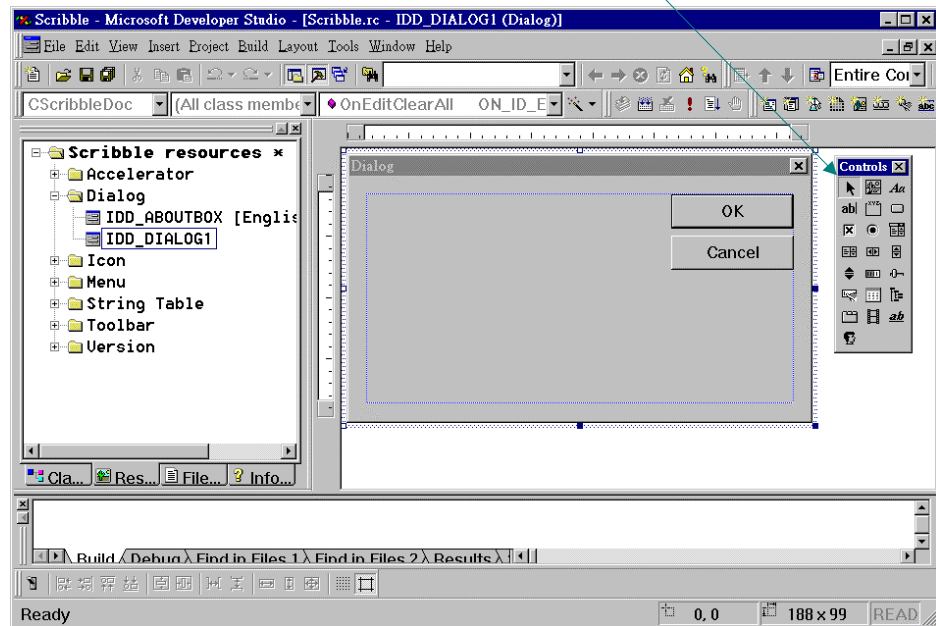 Scribble - Microsoft Developer Studio - [Scribble.rc - IDD_DIALOG1 (Dialog)]
File Edit View Insert Project Build Layout Tools Window Help
Entire Co
CScribbleDoc (All class membe OnEditClearAll ON_ID_E
Scribble resources *
Accelerator
Dialog
IDD_ABOUTBOX [Englis
IDD_DIALOG1
Icon
Menu
String Table
Toolbar
Version
Cla... Res... File... Info...
Dialog
OK
Cancel
Controls
Aa
ab|
XYZ
ab
Build Debug Find in Files 1 Find in Files 2 Results
Ready 0, 0 188 x 99 READ